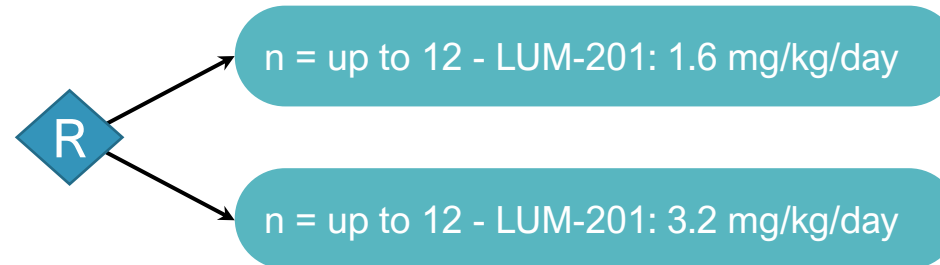 n = up to 12 - LUM-201: 1.6 mg/kg/day
R
n = up to 12 - LUM-201: 3.2 mg/kg/day